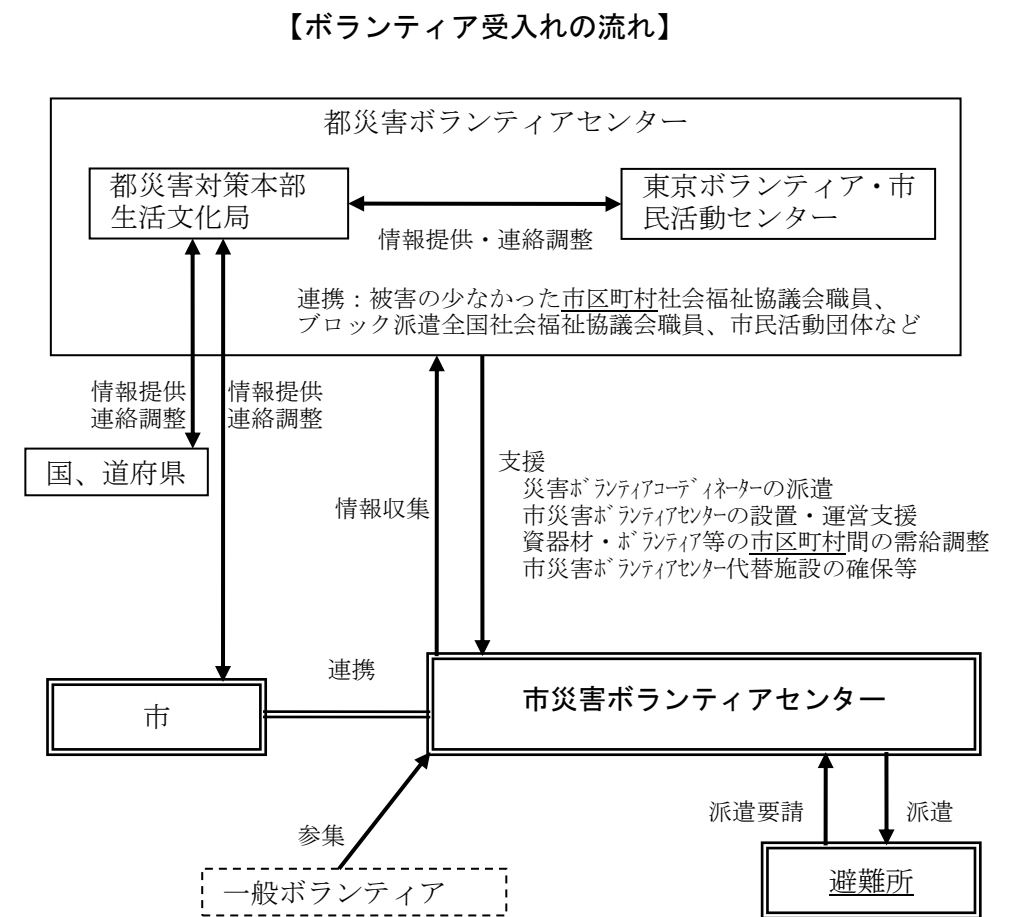 【ボランティア受入れの流れ】
都災害ボランティアセンター
都災害対策本部
生活文化局
東京ボランティア・市
民活動センター
情報提供・連絡調整
連携：被害の少なかった市区町村社会福祉協議会職員、
ブロック派遣全国社会福祉協議会職員、市民活動団体など
情報提供
連絡調整
情報提供
連絡調整
国、道府県
情報収集
支援
災害ﾎﾞﾗﾝﾃｨｱｺｰﾃﾞｨﾈｰﾀｰの派遣
市災害ﾎﾞﾗﾝﾃｨｱｾﾝﾀｰの設置・運営支援
資器材・ﾎﾞﾗﾝﾃｨｱ等の市区町村間の需給調整
市災害ﾎﾞﾗﾝﾃｨｱｾﾝﾀｰ代替施設の確保等
連携
市
市災害ボランティアセンター
派遣要請
派遣
参集
一般ボランティア
避難所